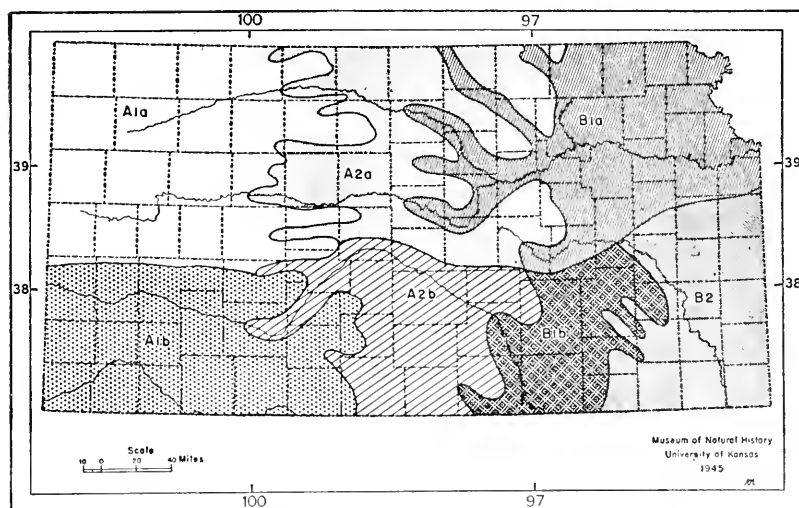 100 97
39 39
38 38
A1a
B1a
A2a
A2b
B2
A1b
B1b
Scale
10 0 20 40 Miles
Museum of Natural History
University of Kansas
1945
100 97